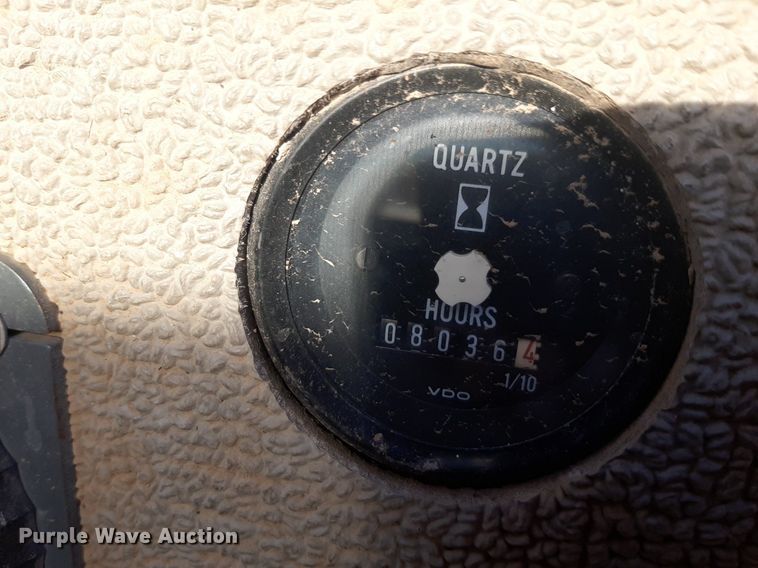 QUARTZ
HOURS
080364
1/10
VDO
Purple Wave Auction